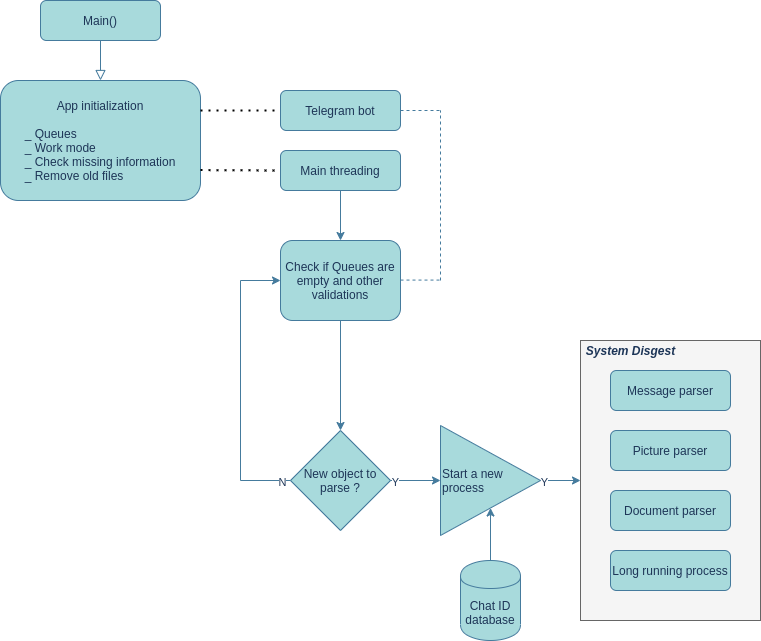 Main()
App initialization
_ Queues
_ Work mode
_ Check missing information
_ Remove old files
Telegram bot
Main threading
Check if Queues are
empty and other
validations
New object to
parse ?
N
Y
Start a new
process
Y
Chat ID
database
System Disgest
Message parser
Picture parser
Document parser
Long running process